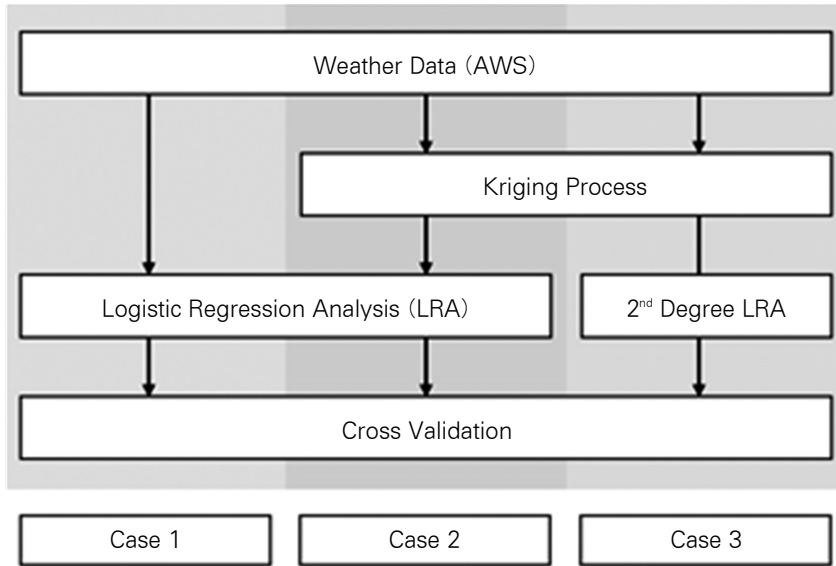 Weather Data (AWS)
Kriging Process
Logistic Regression Analysis (LRA)
2nd Degree LRA
Cross Validation
Case 1
Case 2
Case 3